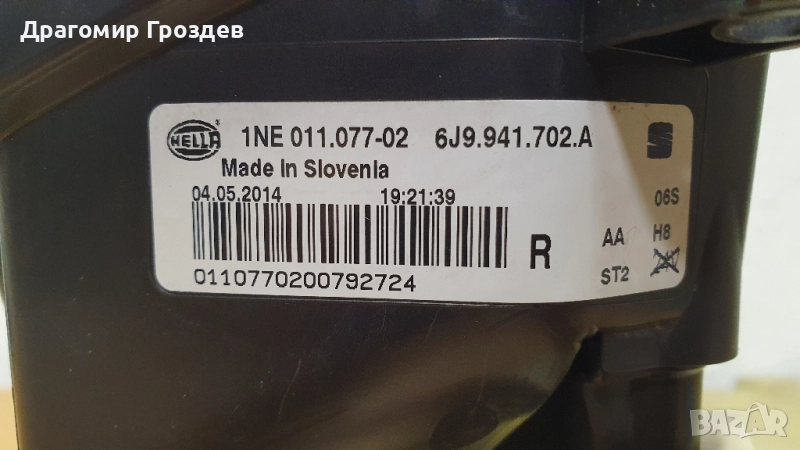 Драгомир Гроздев
HELLA 1NE 011.077-02 6J9.941.702.A
Made in Slovenia
04.05.2014 19:21:39
06S
R AA H8
ST2
0110770200792724
BAZAR